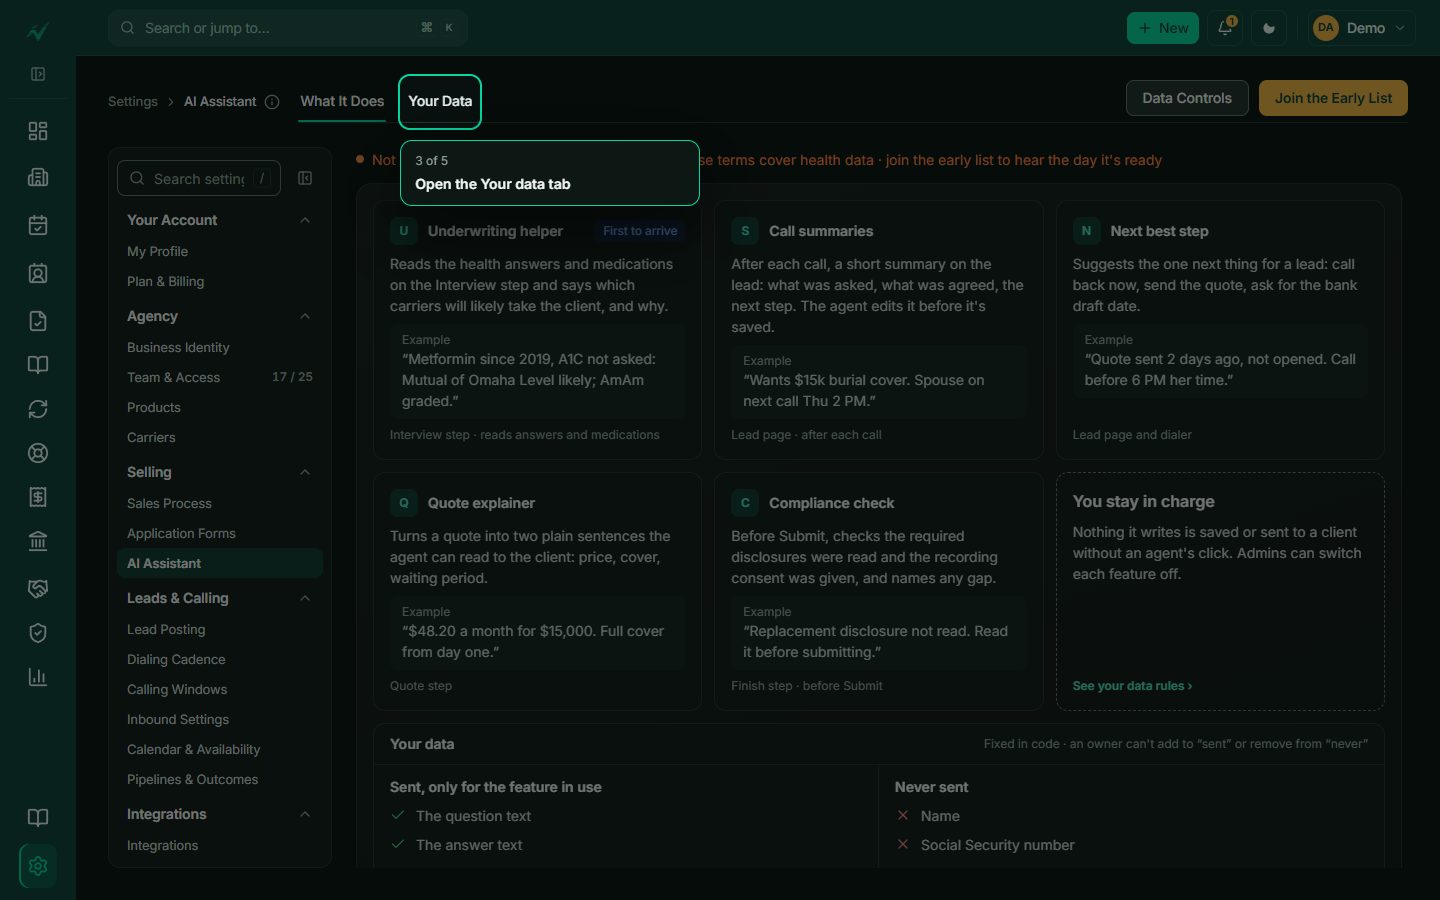 Search or jump to...
⌘ K
+ New
1
DA
Demo
Settings > AI Assistant
What It Does
Your Data
Data Controls
Join the Early List
Not
se terms cover health data · join the early list to hear the day it's ready
3 of 5
Open the Your data tab
Search setting
/
Your Account
My Profile
Plan & Billing
Agency
Business Identity
Team & Access 17 / 25
Products
Carriers
Selling
Sales Process
Application Forms
AI Assistant
Leads & Calling
Lead Posting
Dialing Cadence
Calling Windows
Inbound Settings
Calendar & Availability
Pipelines & Outcomes
Integrations
Integrations
U Underwriting helper First to arrive
Reads the health answers and medications
on the Interview step and says which
carriers will likely take the client, and why.
Example
“Metformin since 2019, A1C not asked:
Mutual of Omaha Level likely; AmAm
graded.”
Interview step · reads answers and medications
S Call summaries
After each call, a short summary on the
lead: what was asked, what was agreed, the
next step. The agent edits it before it's
saved.
Example
“Wants $15k burial cover. Spouse on
next call Thu 2 PM.”
Lead page · after each call
N Next best step
Suggests the one next thing for a lead: call
back now, send the quote, ask for the bank
draft date.
Example
“Quote sent 2 days ago, not opened. Call
before 6 PM her time.”
Lead page and dialer
Q Quote explainer
Turns a quote into two plain sentences the
agent can read to the client: price, cover,
waiting period.
Example
“$48.20 a month for $15,000. Full cover
from day one.”
Quote step
C Compliance check
Before Submit, checks the required
disclosures were read and the recording
consent was given, and names any gap.
Example
“Replacement disclosure not read. Read
it before submitting.”
Finish step · before Submit
You stay in charge
Nothing it writes is saved or sent to a client
without an agent's click. Admins can switch
each feature off.
See your data rules ›
Your data
Fixed in code · an owner can't add to “sent” or remove from “never”
Sent, only for the feature in use
The question text
The answer text
Never sent
Name
Social Security number